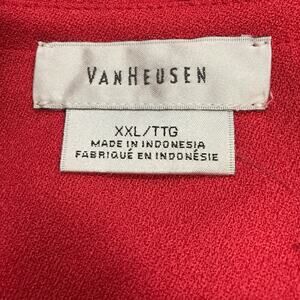 VANHEUSEN
XXL/TTG
MADE IN INDONESIA
FABRIQUÉ EN INDONÉSIE